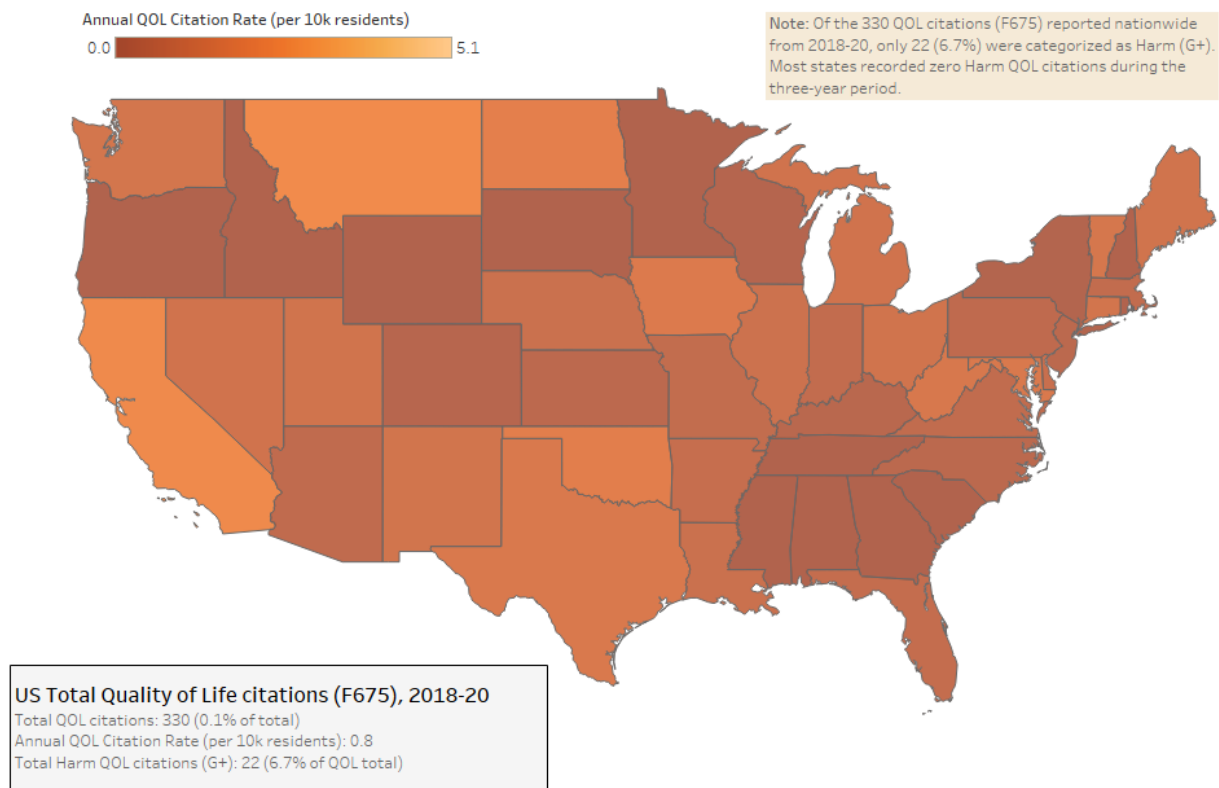 Annual QOL Citation Rate (per 10k residents)
0.0
5.1
Note: Of the 330 QOL citations (F675) reported nationwide
from 2018-20, only 22 (6.7%) were categorized as Harm (G+).
Most states recorded zero Harm QOL citations during the
three-year period.
US Total Quality of Life citations (F675), 2018-20
Total QOL citations: 330 (0.1% of total)
Annual QOL Citation Rate (per 10k residents): 0.8
Total Harm QOL citations (G+): 22 (6.7% of QOL total)